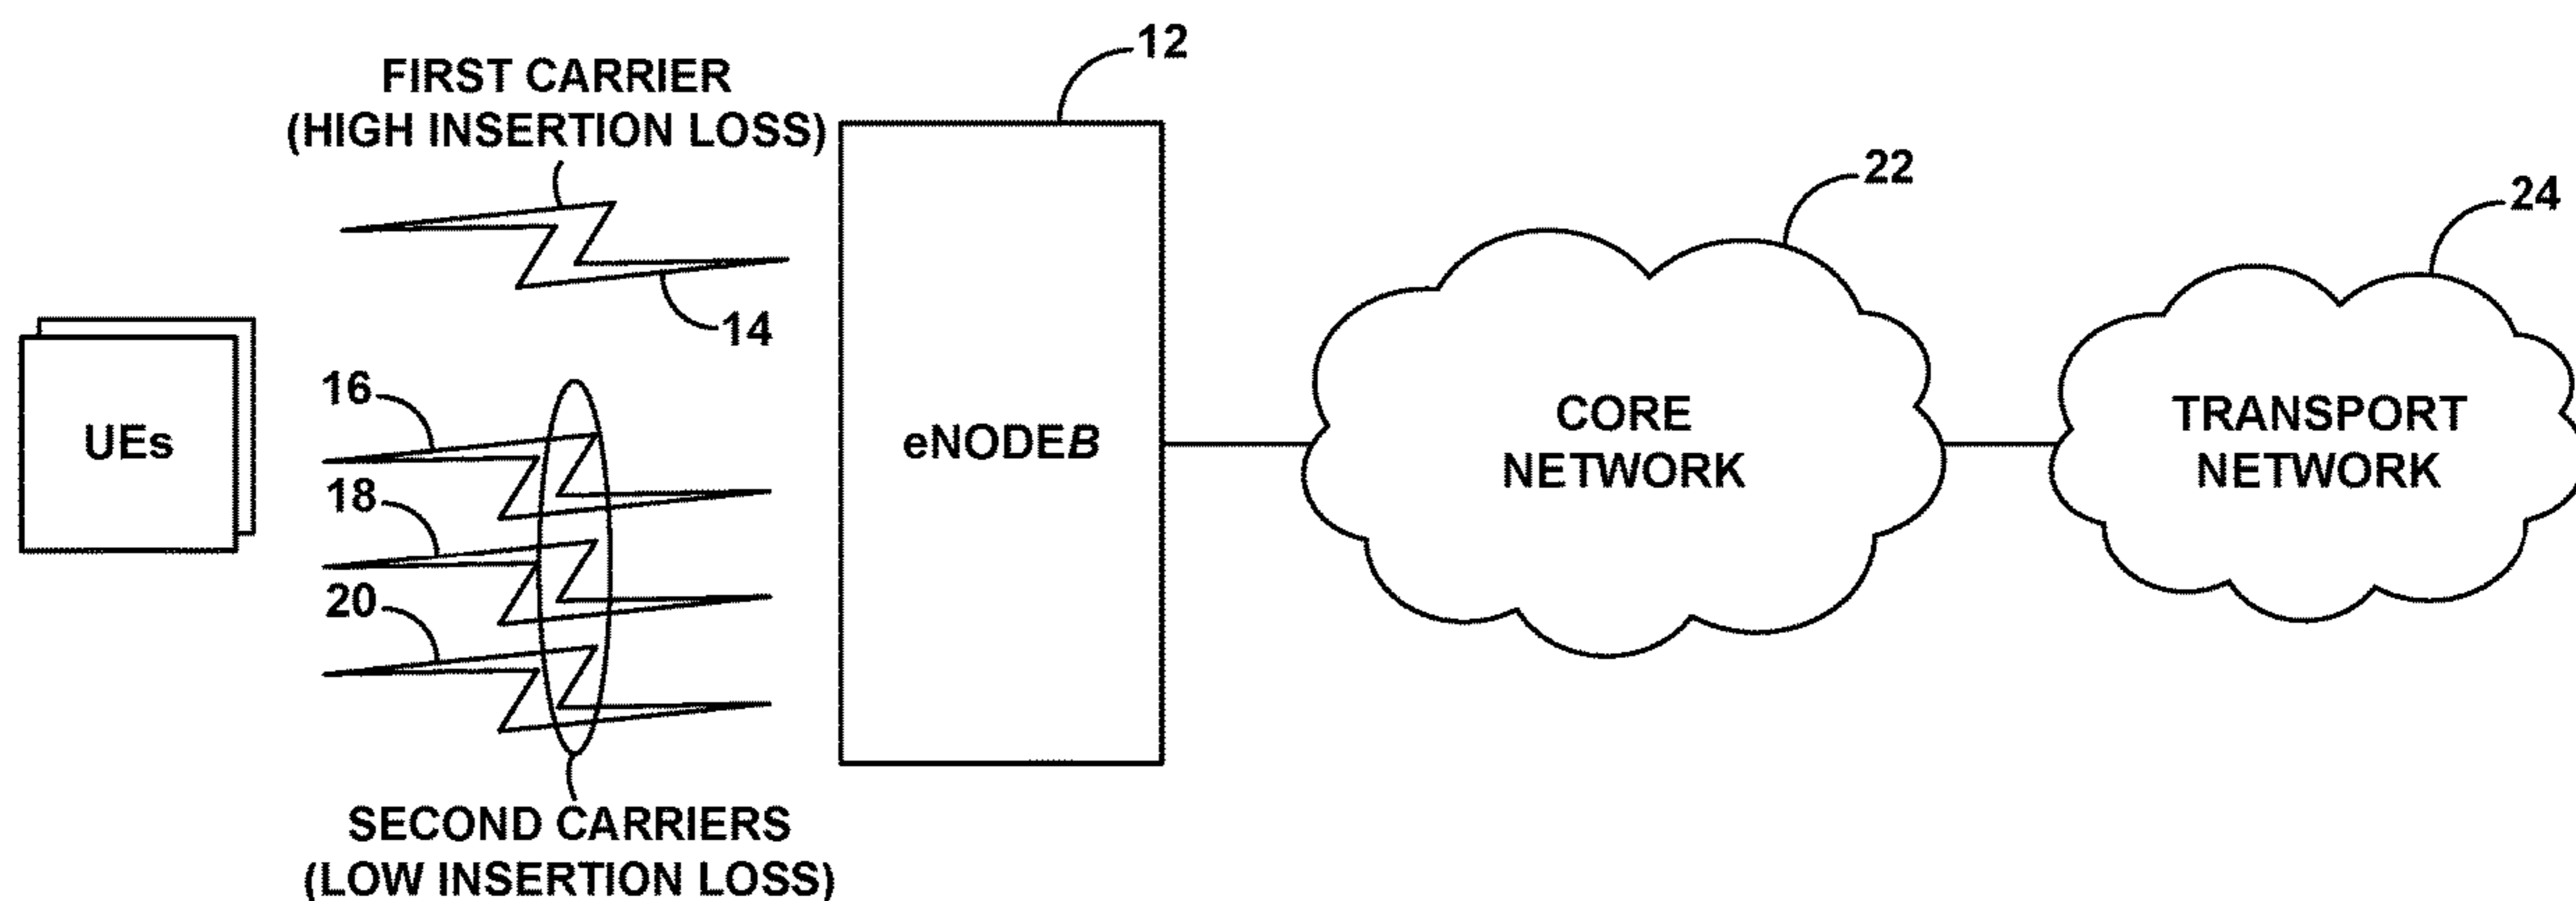 12
FIRST CARRIER
(HIGH INSERTION LOSS)
22
24
14
16
UEs
eNODEB
CORE
NETWORK
TRANSPORT
NETWORK
18
20
SECOND CARRIERS
(LOW INSERTION LOSS)